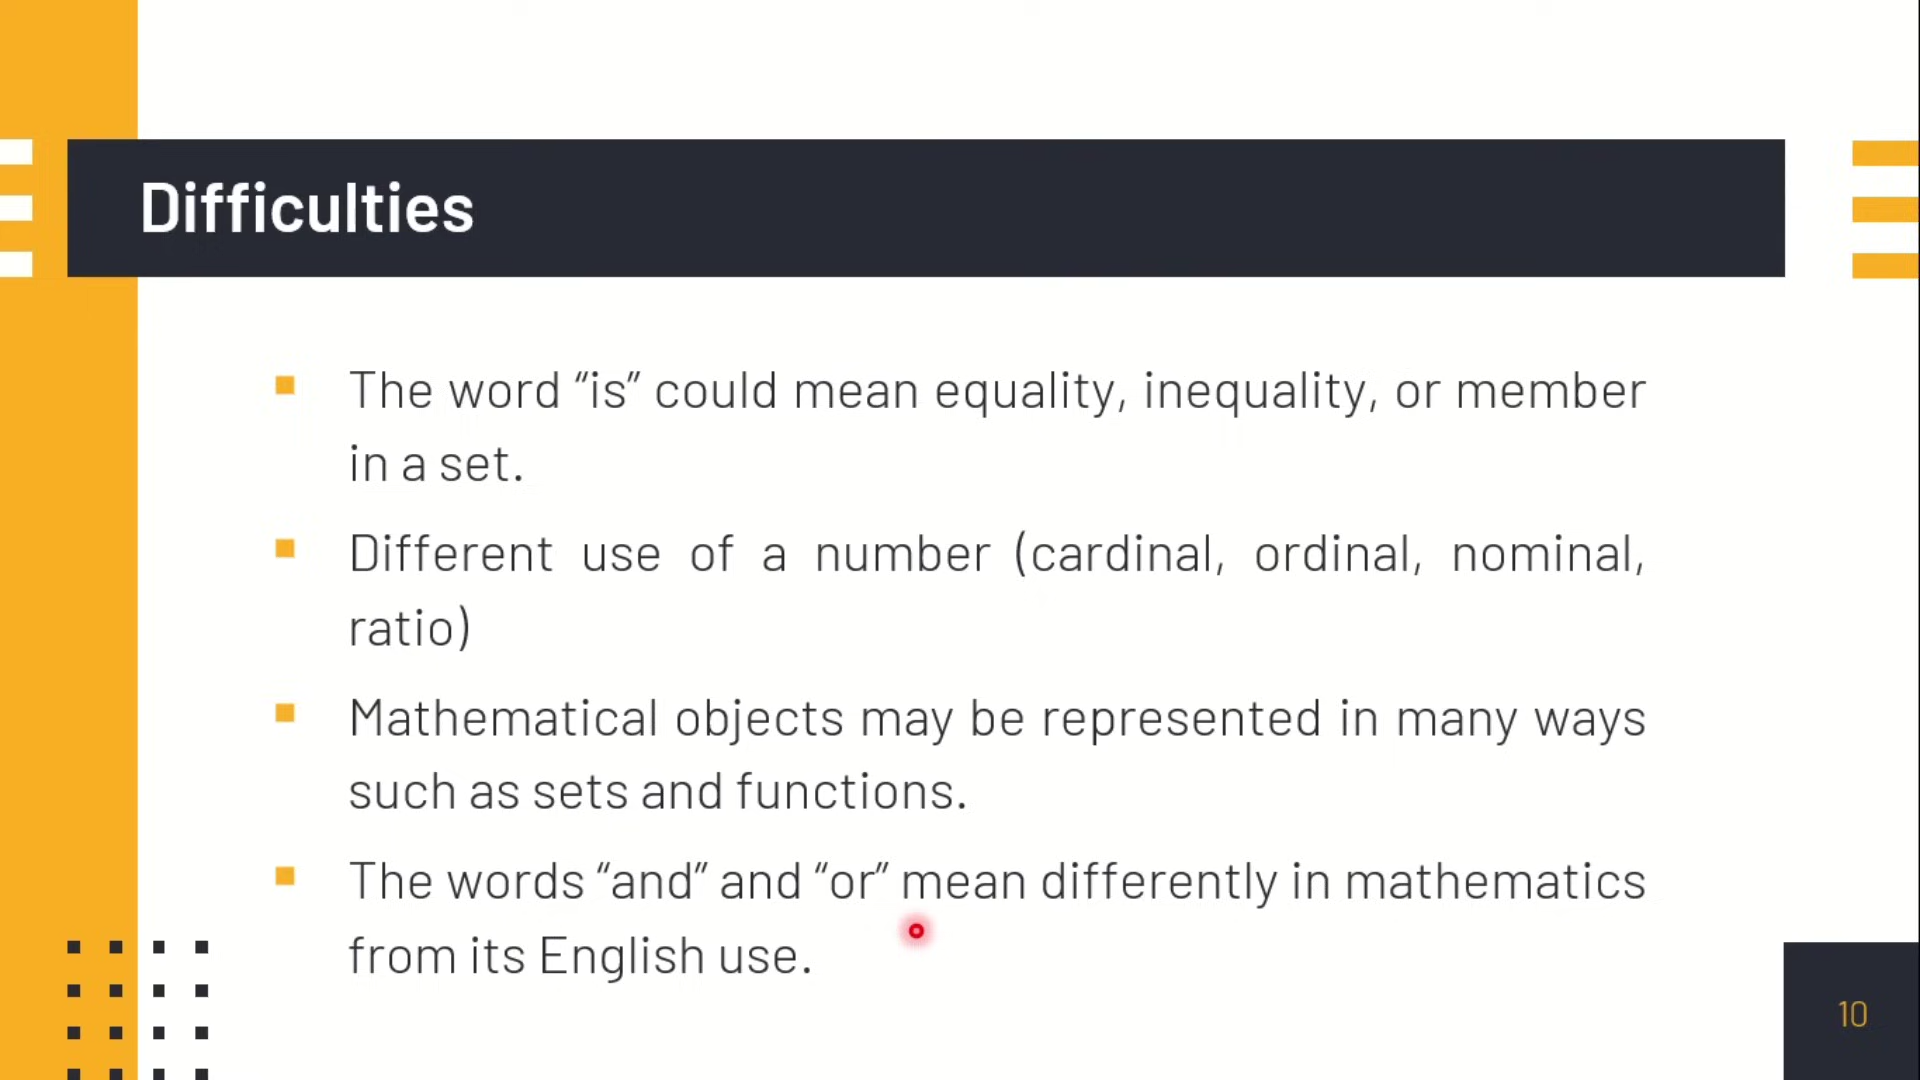 Difficulties
The word “is” could mean equality, inequality, or member
in a set.
Different use of a number (cardinal, ordinal, nominal,
ratio)
Mathematical objects may be represented in many ways
such as sets and functions.
The words “and” and “or” mean differently in mathematics
from its English use.
10